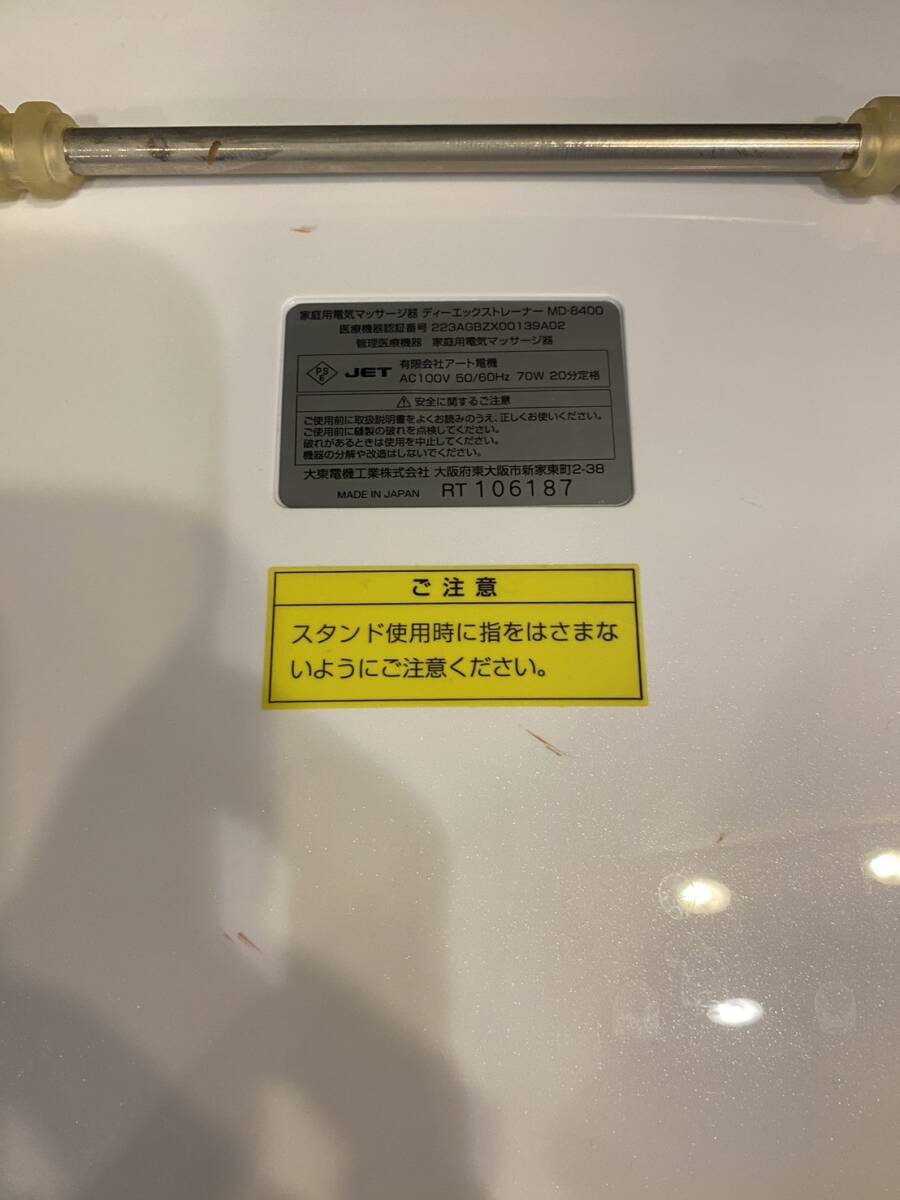 家庭用電気マッサージ器 ディーエックストレーナー MD-8400
医療機器認証番号 223AGBZX00139A02
管理医療機器 家庭用電気マッサージ器
PS
E
JET
有限会社アート電機
AC100V 50/60Hz 70W 20分定格
安全に関するご注意
ご使用前に取扱説明書をよくお読みのうえ、正しくお使いください。
ご使用前に縫製の破れを点検してください。
破れがあるときは使用を中止してください。
機器の分解や改造はしないでください。
大東電機工業株式会社 大阪府東大阪市新家東町2-38
MADE IN JAPAN RT 106187
ご注意
スタンド使用時に指をはさまな
いようにご注意ください。